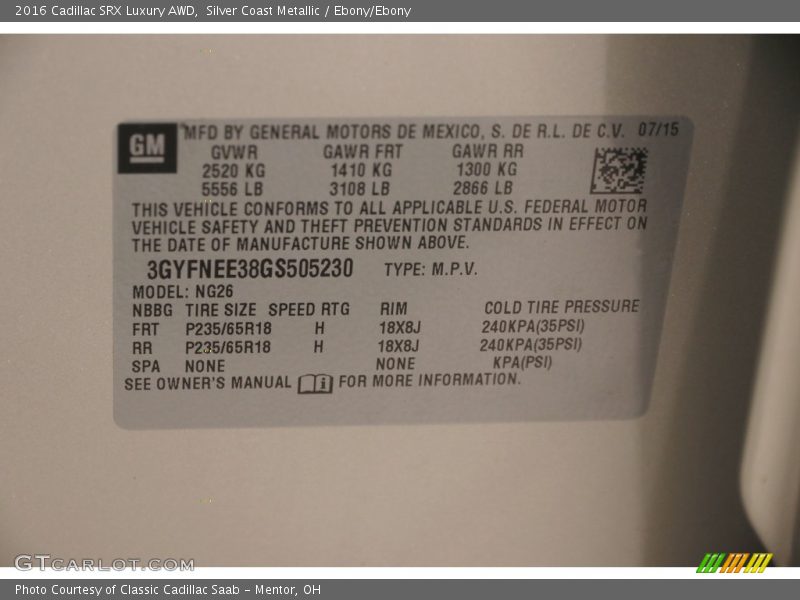 2016 Cadillac SRX Luxury AWD, Silver Coast Metallic / Ebony/Ebony
GM
MFD BY GENERAL MOTORS DE MEXICO, S. DE R.L. DE C.V. 07/15
GVWR GAWR FRT GAWR RR
2520 KG 1410 KG 1300 KG
5556 LB 3108 LB 2866 LB
THIS VEHICLE CONFORMS TO ALL APPLICABLE U.S. FEDERAL MOTOR
VEHICLE SAFETY AND THEFT PREVENTION STANDARDS IN EFFECT ON
THE DATE OF MANUFACTURE SHOWN ABOVE.
3GYFNEE38GS505230 TYPE: M.P.V.
MODEL: NG26
NBBG TIRE SIZE SPEED RTG RIM COLD TIRE PRESSURE
FRT P235/65R18 H 18X8J 240KPA(35PSI)
RR P235/65R18 H 18X8J 240KPA(35PSI)
SPA NONE NONE KPA(PSI)
SEE OWNER'S MANUAL i FOR MORE INFORMATION.
GTCARLOT.COM
Photo Courtesy of Classic Cadillac Saab - Mentor, OH